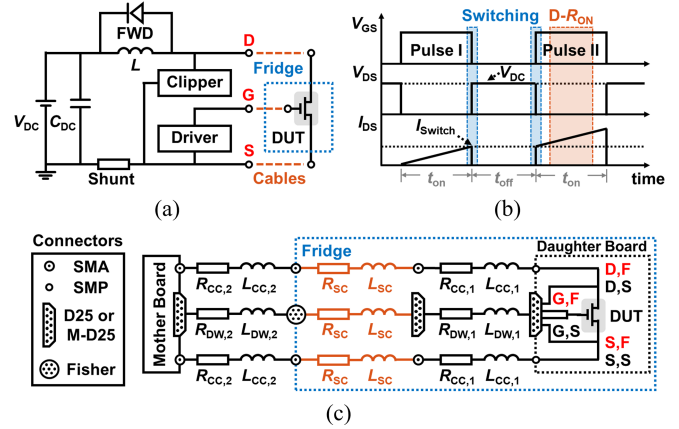 FWD
L
D
Fridge
Clipper
G
V_DC
C_DC
Driver
DUT
S
Shunt
Cables
(a)
Switching D-R_ON
V_GS
Pulse I
Pulse II
V_DS
V_DC
I_DS
I_Switch
time
t_on
t_off
t_on
(b)
Connectors
SMA
SMP
D25 or
M-D25
Fisher
Mother Board
Fridge
Daughter Board
R_CC,2 L_CC,2 R_SC L_SC R_CC,1 L_CC,1
D,F
D,S
G,F
DUT
R_DW,2 L_DW,2 R_SC L_SC R_DW,1 L_DW,1
G,S
S,F
S,S
R_CC,2 L_CC,2 R_SC L_SC R_CC,1 L_CC,1
(c)